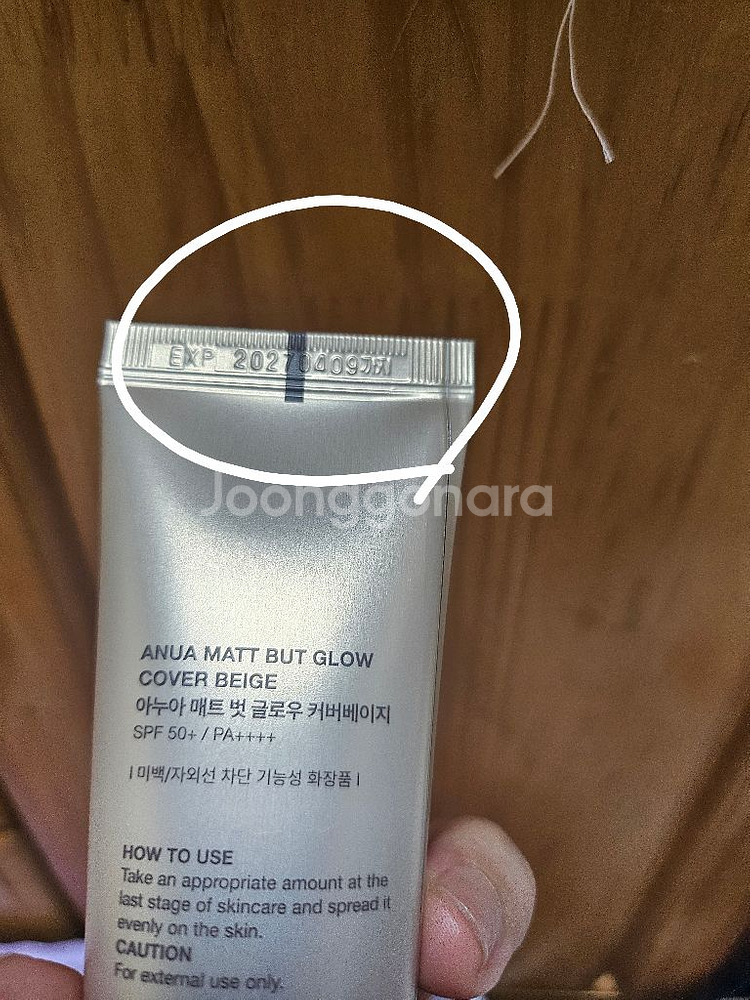 EXP 20270409까지
Joonggonara
ANUA MATT BUT GLOW
COVER BEIGE
아누아 매트 벗 글로우 커버베이지
SPF 50+ / PA++++
I 미백/자외선 차단 기능성 화장품 I
HOW TO USE
Take an appropriate amount at the
last stage of skincare and spread it
evenly on the skin.
CAUTION
For external use only.